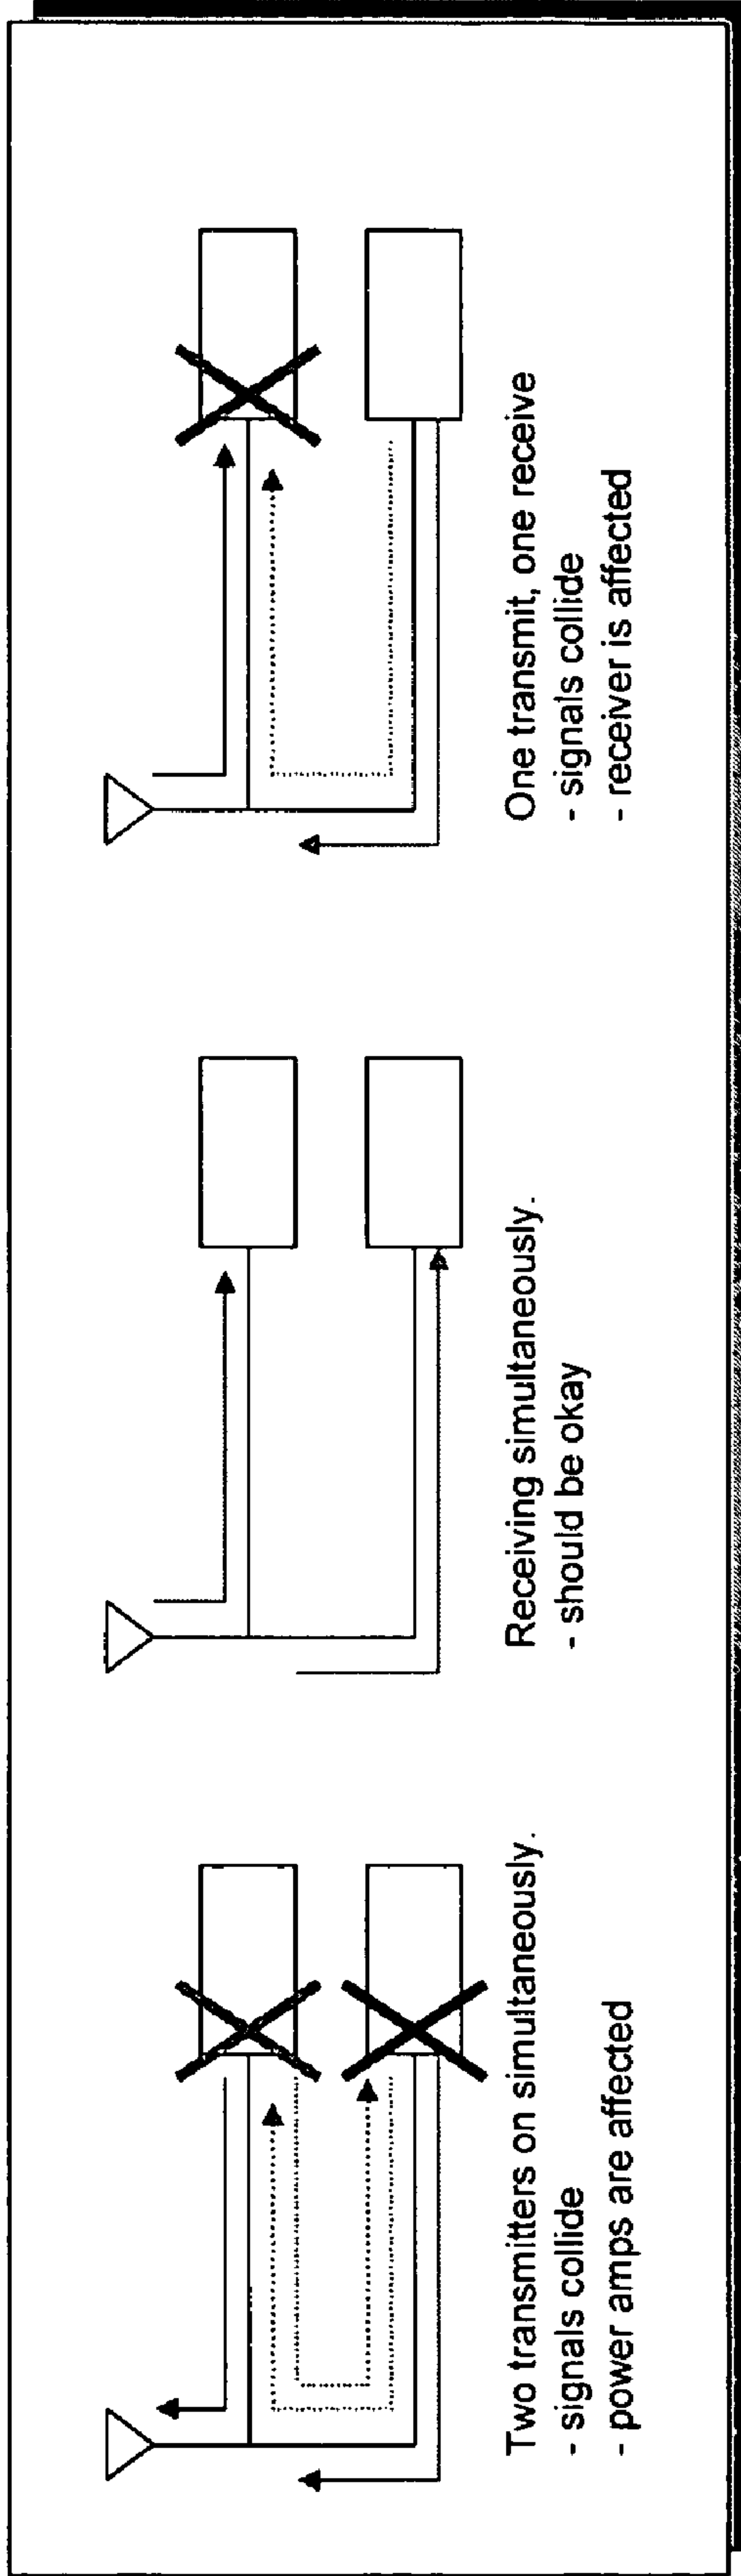 Two transmitters on simultaneously.
- signals collide
- power amps are affected
Receiving simultaneously.
- should be okay
One transmit, one receive
- signals collide
- receiver is affected